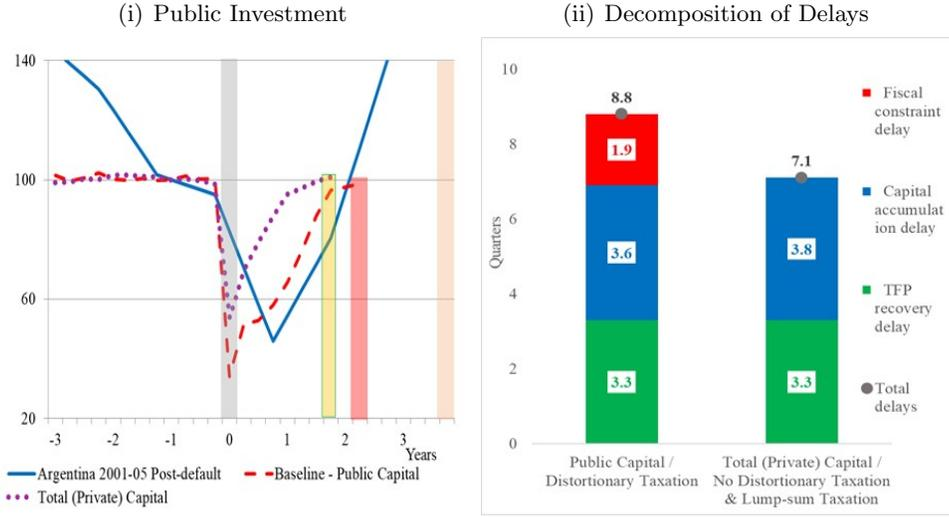 (i) Public Investment
140
100
60
20
-3 -2 -1 0 1 2 3
Years
Argentina 2001-05 Post-default
Baseline - Public Capital
Total (Private) Capital
(ii) Decomposition of Delays
10
8
6
4
2
0
Quarters
8.8
1.9
3.6
3.3
7.1
3.8
3.3
Public Capital /
Distortionary Taxation
Total (Private) Capital /
No Distortionary Taxation
& Lump-sum Taxation
Fiscal
constraint
delay
Capital
accumulat
ion delay
TFP
recovery
delay
Total
delays